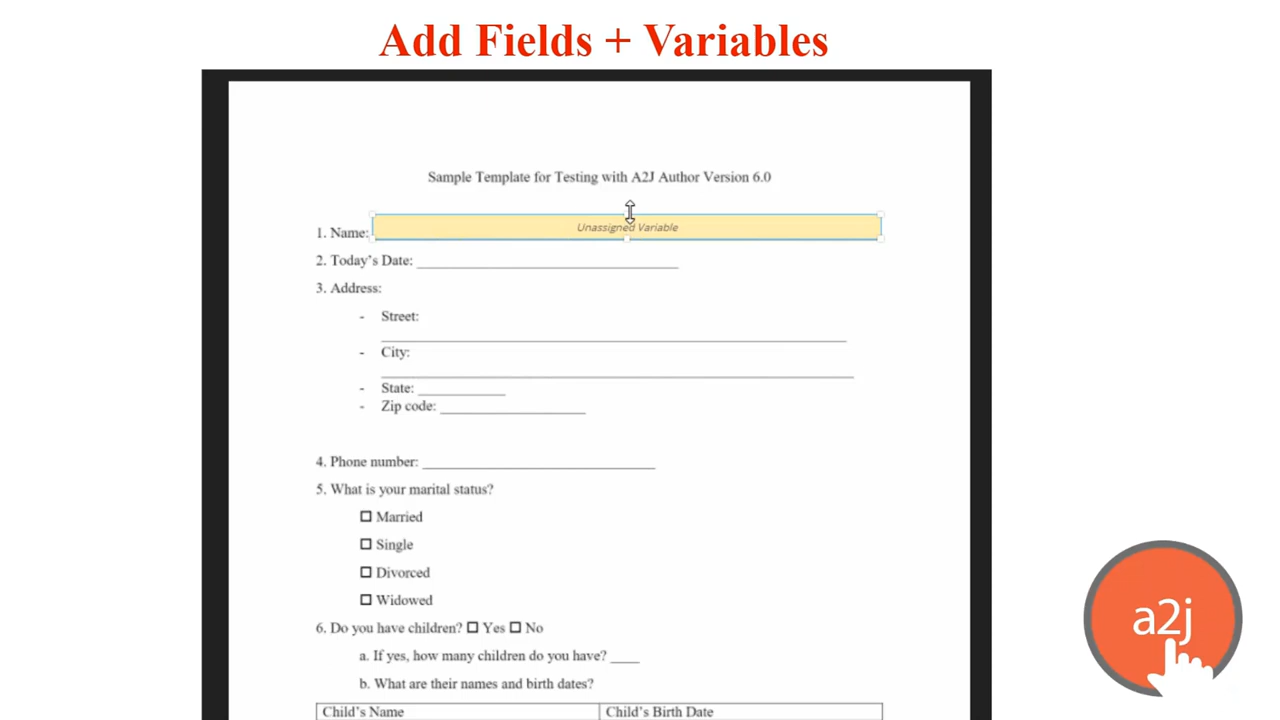 Add Fields + Variables
Sample Template for Testing with A2J Author Version 6.0
1. Name:
Unassigned Variable
2. Today's Date:
3. Address:
- Street:
- City:
- State:
- Zip code:
4. Phone number:
5. What is your marital status?
Married
Single
Divorced
Widowed
6. Do you have children? Yes No
a. If yes, how many children do you have?
b. What are their names and birth dates?
Child's Name Child's Birth Date
a2j